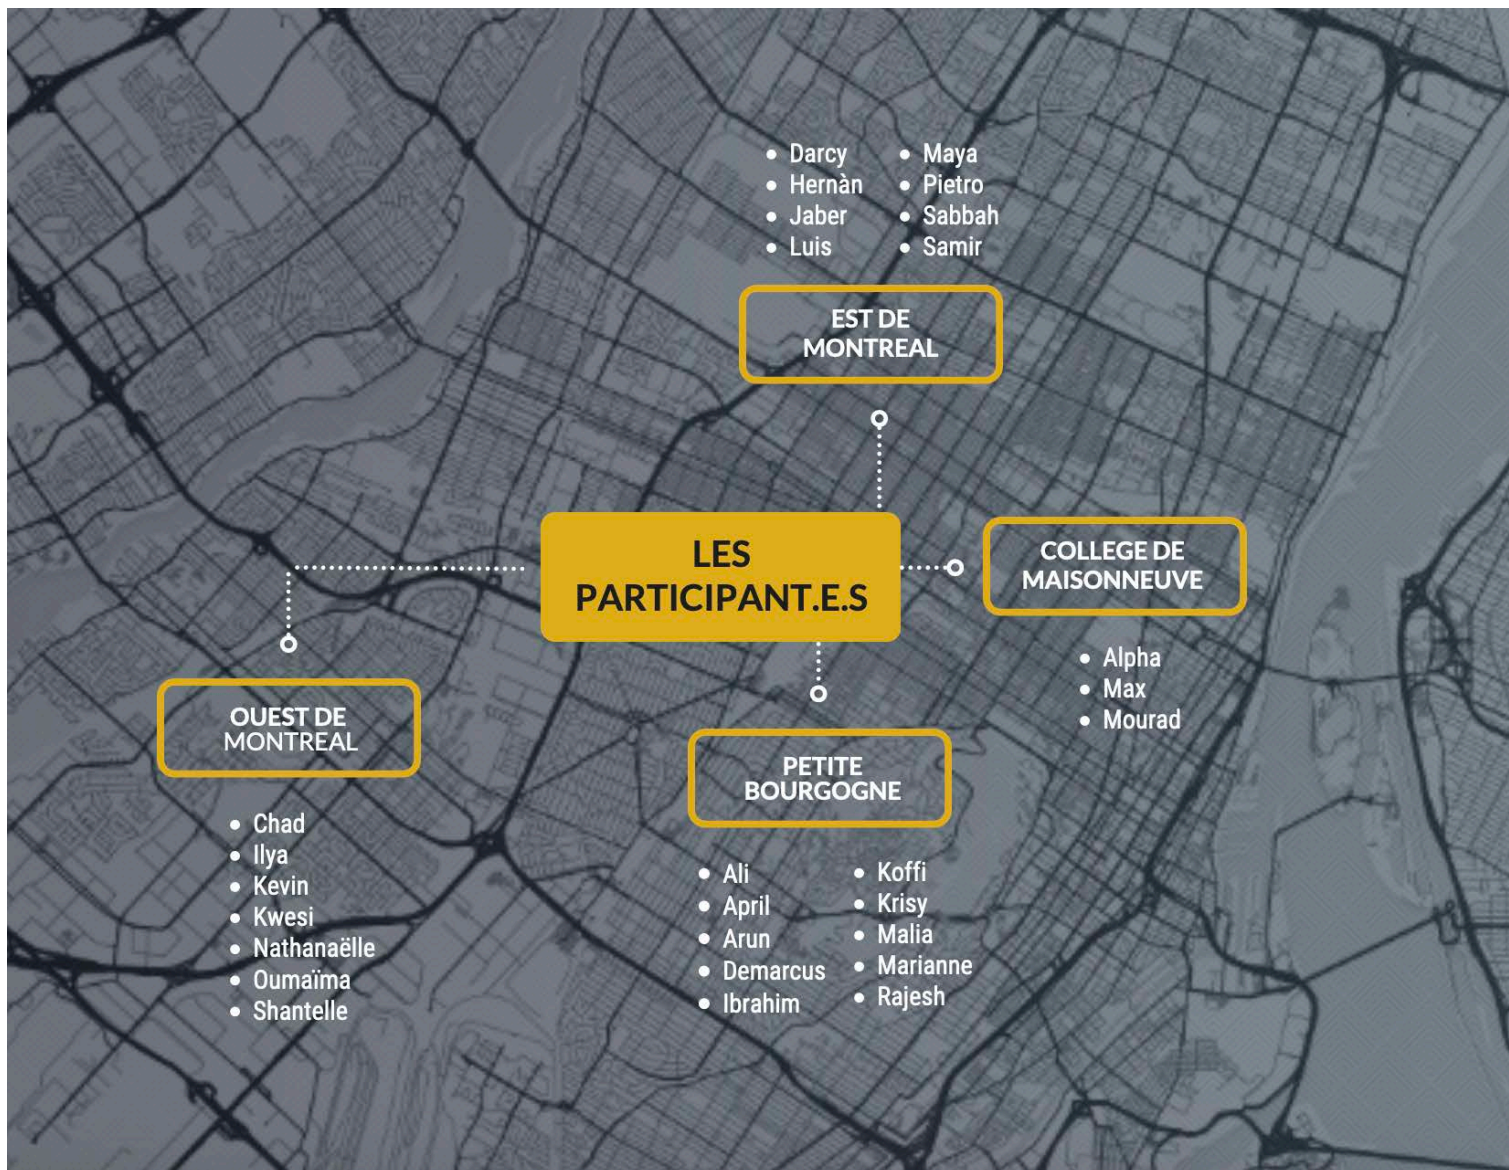 Darcy
Hernàn
Jaber
Luis
Maya
Pietro
Sabbah
Samir
EST DE
MONTREAL
LES
PARTICIPANT.E.S
COLLEGE DE
MAISONNEUVE
Alpha
Max
Mourad
OUEST DE
MONTREAL
Chad
Ilya
Kevin
Kwesi
Nathanaëlle
Oumaïma
Shantelle
PETITE
BOURGOGNE
Ali
April
Arun
Demarcus
Ibrahim
Koffi
Krisy
Malia
Marianne
Rajesh